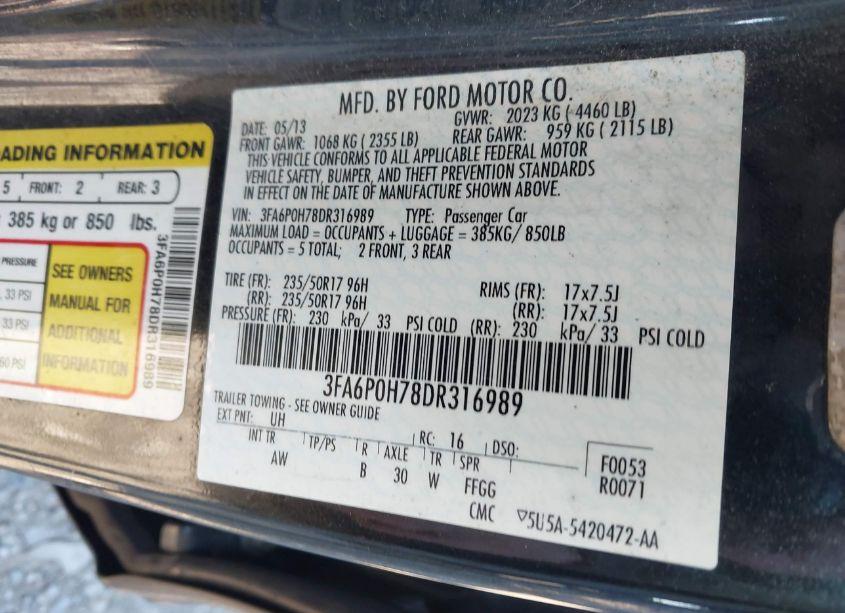 OADING INFORMATION
5 FRONT: 2 REAR: 3
385 kg or 850 lbs.
PRESSURE
33 PSI
33 PSI
60 PSI
SEE OWNERS
MANUAL FOR
ADDITIONAL
INFORMATION
3FA6P0H78DR316989
MFD. BY FORD MOTOR CO.
DATE: 05/13 GVWR: 2023 KG ( 4460 LB)
FRONT GAWR: 1068 KG ( 2355 LB) REAR GAWR: 959 KG ( 2115 LB)
THIS VEHICLE CONFORMS TO ALL APPLICABLE FEDERAL MOTOR
VEHICLE SAFETY, BUMPER, AND THEFT PREVENTION STANDARDS
IN EFFECT ON THE DATE OF MANUFACTURE SHOWN ABOVE.
VIN: 3FA6P0H78DR316989 TYPE: Passenger Car
MAXIMUM LOAD = OCCUPANTS + LUGGAGE = 385KG/ 850LB
OCCUPANTS = 5 TOTAL; 2 FRONT, 3 REAR
TIRE (FR): 235/50R17 96H RIMS (FR): 17x7.5J
(RR): 235/50R17 96H (RR): 17x7.5J
PRESSURE (FR): 230 kPa/ 33 PSI COLD (RR): 230 kPa/ 33 PSI COLD
3FA6P0H78DR316989
TRAILER TOWING - SEE OWNER GUIDE
EXT PNT: UH RC: 16 DSO:
INT TR TP/PS R AXLE TR SPR
AW B 30 W FFGG
F0053
R0071
CMC ▽5U5A-5420472-AA